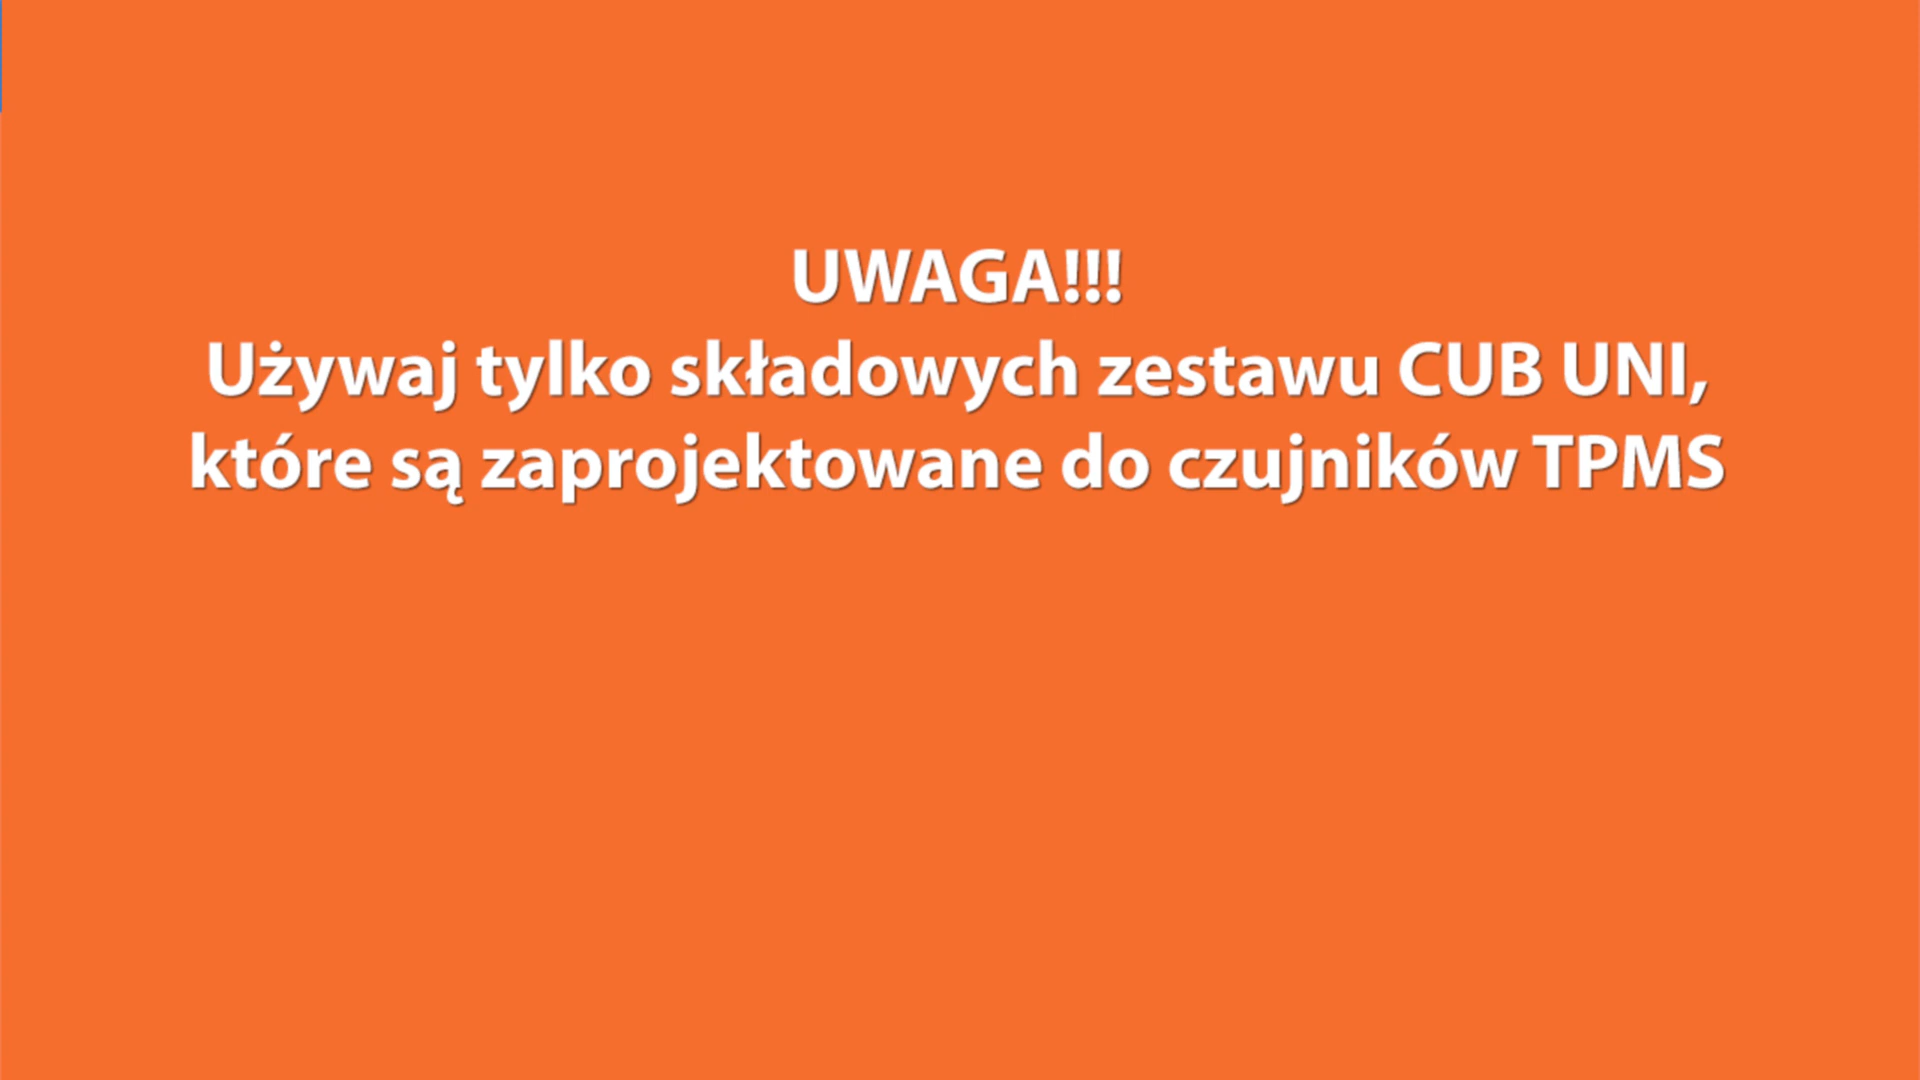 UWAGA!!!
Używaj tylko składowych zestawu CUB UNI,
które są zaprojektowane do czujników TPMS